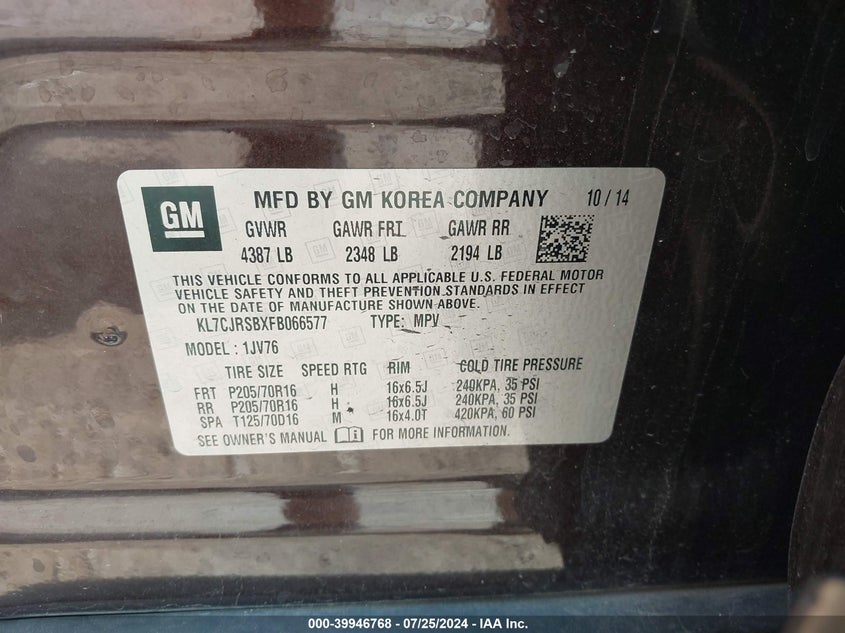 GM MFD BY GM KOREA COMPANY 10 / 14
GVWR GAWR FRT GAWR RR
4387 LB 2348 LB 2194 LB
THIS VEHICLE CONFORMS TO ALL APPLICABLE U.S. FEDERAL MOTOR
VEHICLE SAFETY AND THEFT PREVENTION STANDARDS IN EFFECT
ON THE DATE OF MANUFACTURE SHOWN ABOVE.
KL7CJRSBXFB066577 TYPE: MPV
MODEL : 1JV76
TIRE SIZE SPEED RTG RIM COLD TIRE PRESSURE
FRT P205/70R16 H 16x6.5J 240KPA, 35 PSI
RR P205/70R16 H 16x6.5J 240KPA, 35 PSI
SPA T125/70D16 M 16x4.0T 420KPA, 60 PSI
SEE OWNER'S MANUAL FOR MORE INFORMATION.
000-39946768 / 07/25/2024 - IAA Inc.